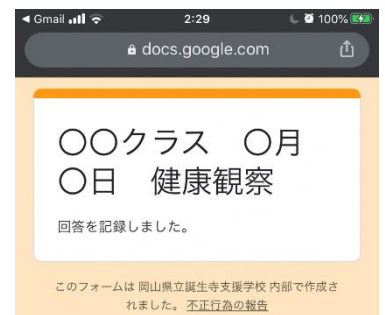 Gmail 2:29 100%
docs.google.com
〇〇クラス　〇月
〇日　健康観察
回答を記録しました。
このフォームは 岡山県立誕生寺支援学校 内部で作成さ
れました。 不正行為の報告